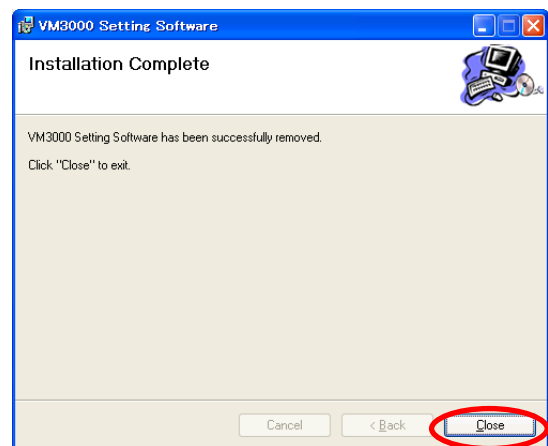 VM3000 Setting Software
Installation Complete
VM3000 Setting Software has been successfully removed.
Click "Close" to exit.
Cancel
< Back
Close